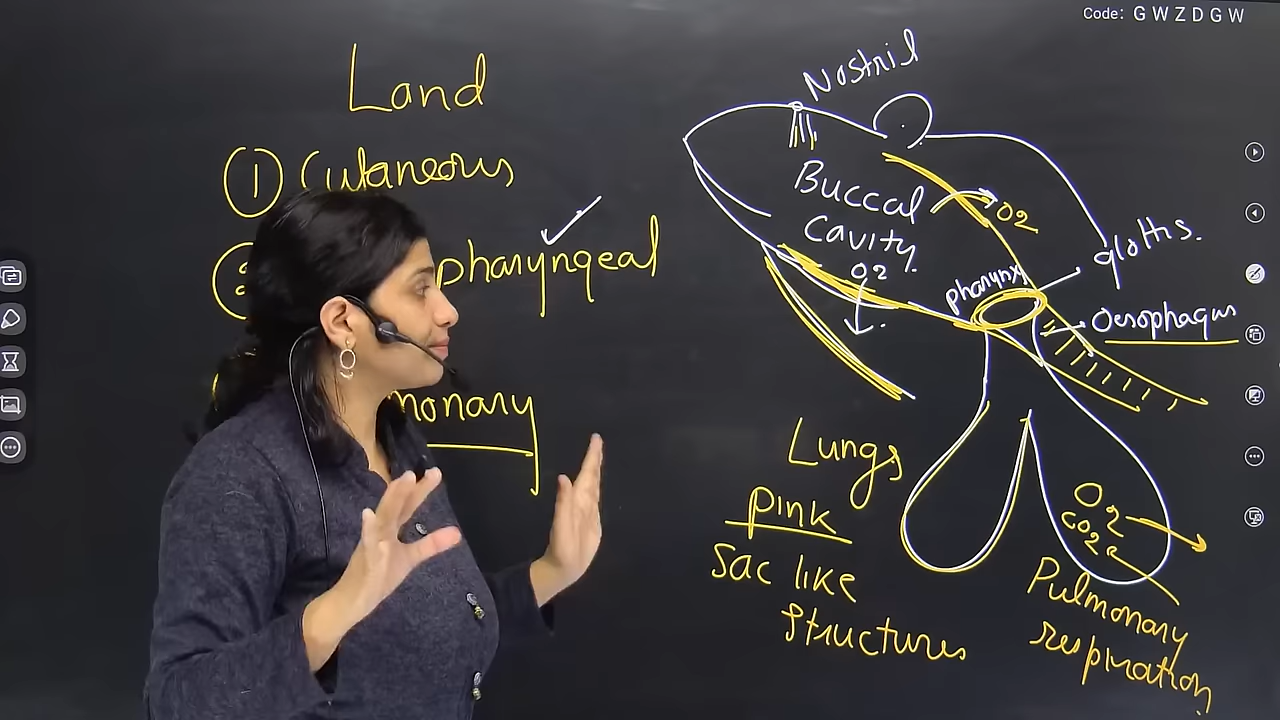 Code: G W Z D G W
Land
① Cutaneous
② pharyngeal
monary
Nostril
Buccal
Cavity
O2
O2
pharynx
glottis.
Oesophagus
Lungs
Pink
Sac like
structures
O2
CO2
Pulmonary
respiration